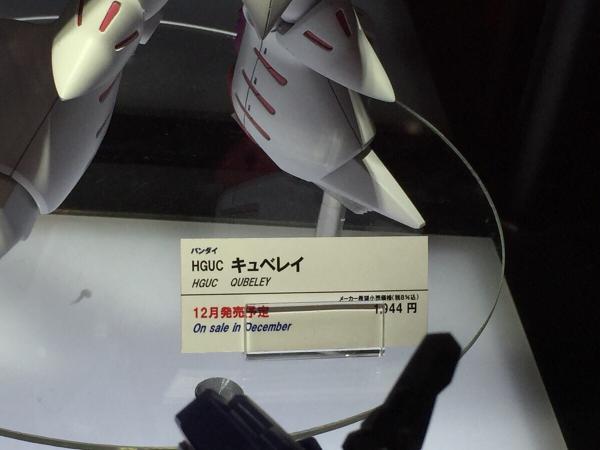 バンダイ
HGUC キュベレイ
HGUC QUBELEY
メーカー希望小売価格(税8%込)
12月発売予定 1,944 円
On sale in December